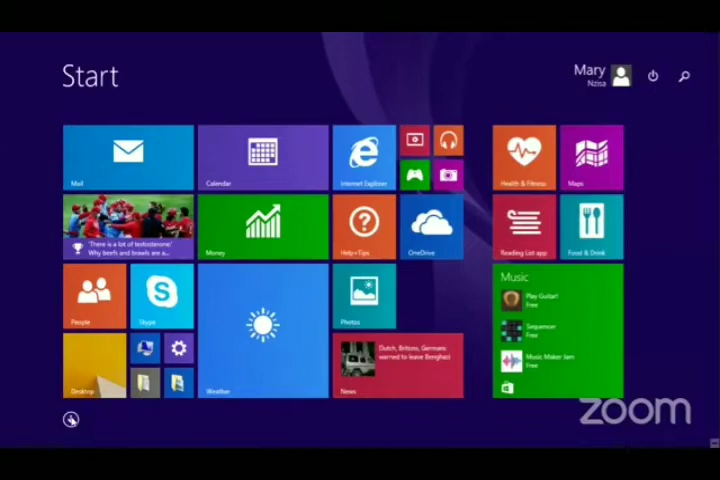 Start
Mary
Nzisa
Mail
Calendar
Internet Explorer
Health & Fitness
Maps
'There is a lot of testosterone'
Why beefs and brawls are a...
Money
Help+Tips
OneDrive
Reading List app
Food & Drink
People
Skype
Photos
Music
Play Guitar!
Free
Sequencer
Free
Music Maker Jam
Free
Desktop
Weather
Dutch, Brittons, Germans
warned to leave Benghazi
News
zoom